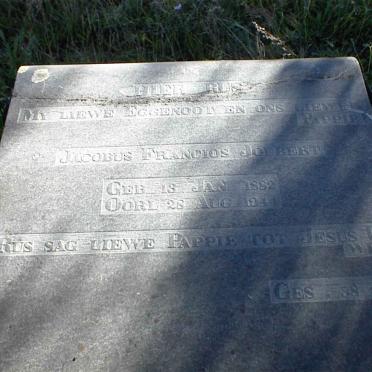 HIER RUS
MY LIEWE EGGENOOT EN ONS LIEWE
PAPPIE
JACOBUS FRANCIOS JOUBERT
GEB 18 JAN 1882
OORL 28 AUG 1944
RUS SAG LIEWE PAPPIE TOT JESUS
GES